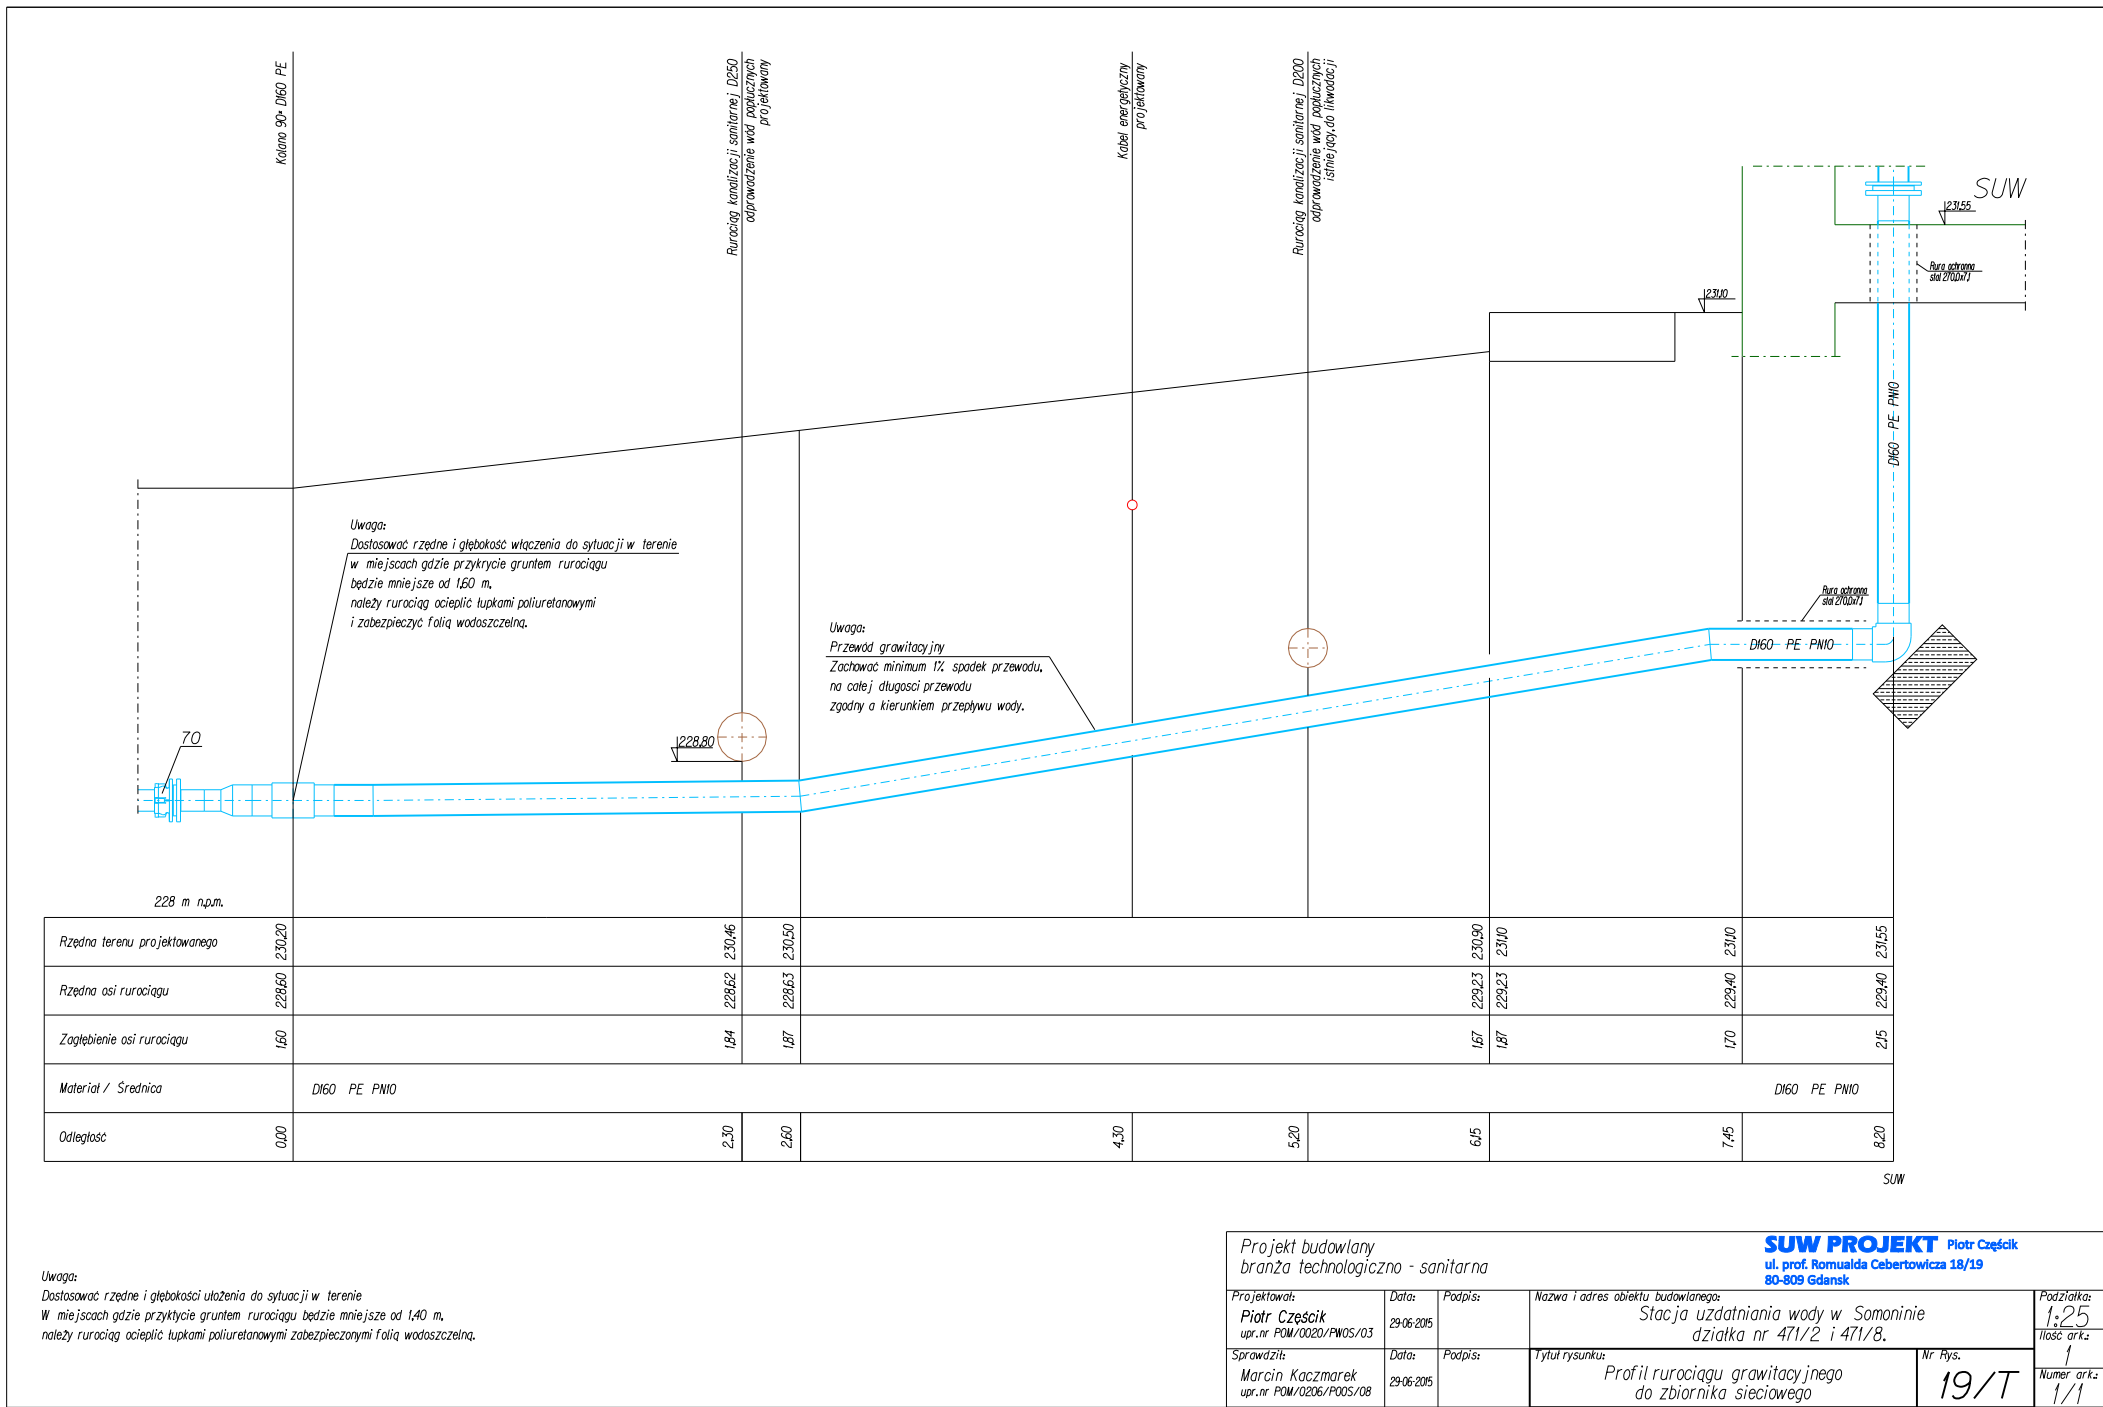 Kolano 90° D160 PE
Rurociąg kanalizacji sanitarnej D250
odprowadzenie wód popłucznych
projektowany
Kabel energetyczny
projektowany
Rurociąg kanalizacji sanitarnej D200
odprowadzenie wód popłucznych
istniejący,do likwodacji
SUW
231,55
Rura ochronna
stal 270,0x7,1
231,10
D160 PE PN10
Uwaga:
Dostosować rzędne i głębokość włączenia do sytuacji w terenie
w miejscach gdzie przykrycie gruntem rurociągu
będzie mniejsze od 1,60 m,
należy rurociąg ocieplić łupkami poliuretanowymi
i zabezpieczyć folią wodoszczelną.
Uwaga:
Przewód grawitacyjny
Zachować minimum 1% spadek przewodu,
na całej długosci przewodu
zgodny a kierunkiem przepływu wody.
Rura ochronna
stal 270,0x7,1
D160 PE PN10
70
228,80
228 m n.p.m.
Rzędna terenu projektowanego 230,20 230,46 230,50 230,90 231,10 231,10 231,55
Rzędna osi rurociągu 228,60 228,62 228,63 229,23 229,23 229,40 229,40
Zagłębienie osi rurociągu 1,60 1,84 1,87 1,67 1,87 1,70 2,15
Materiał / Średnica D160 PE PN10 D160 PE PN10
Odległość 0,00 2,30 2,60 4,30 5,20 6,15 7,45 8,20
SUW
Uwaga:
Dostosować rzędne i głębokości ułożenia do sytuacji w terenie
W miejscach gdzie przyktycie gruntem rurociągu będzie mniejsze od 1,40 m,
należy rurociąg ocieplić łupkami poliuretanowymi zabezpieczonymi folią wodoszczelną.
Projekt budowlany
branża technologiczno - sanitarna
SUW PROJEKT Piotr Częścik
ul. prof. Romualda Cebertowicza 18/19
80-809 Gdansk
Projektował:
Piotr Częścik
upr.nr POM/0020/PWOS/03
Data:
29-06-2015
Podpis:
Nazwa i adres obiektu budowlanego:
Stacja uzdatniania wody w Somoninie
działka nr 471/2 i 471/8.
Podziałka:
1:25
Ilość ark.:
1
Sprawdził:
Marcin Kaczmarek
upr.nr POM/0206/POOS/08
Data:
29-06-2015
Podpis:
Tytuł rysunku:
Profil rurociągu grawitacyjnego
do zbiornika sieciowego
Nr Rys.
19/T
Numer ark.:
1/1